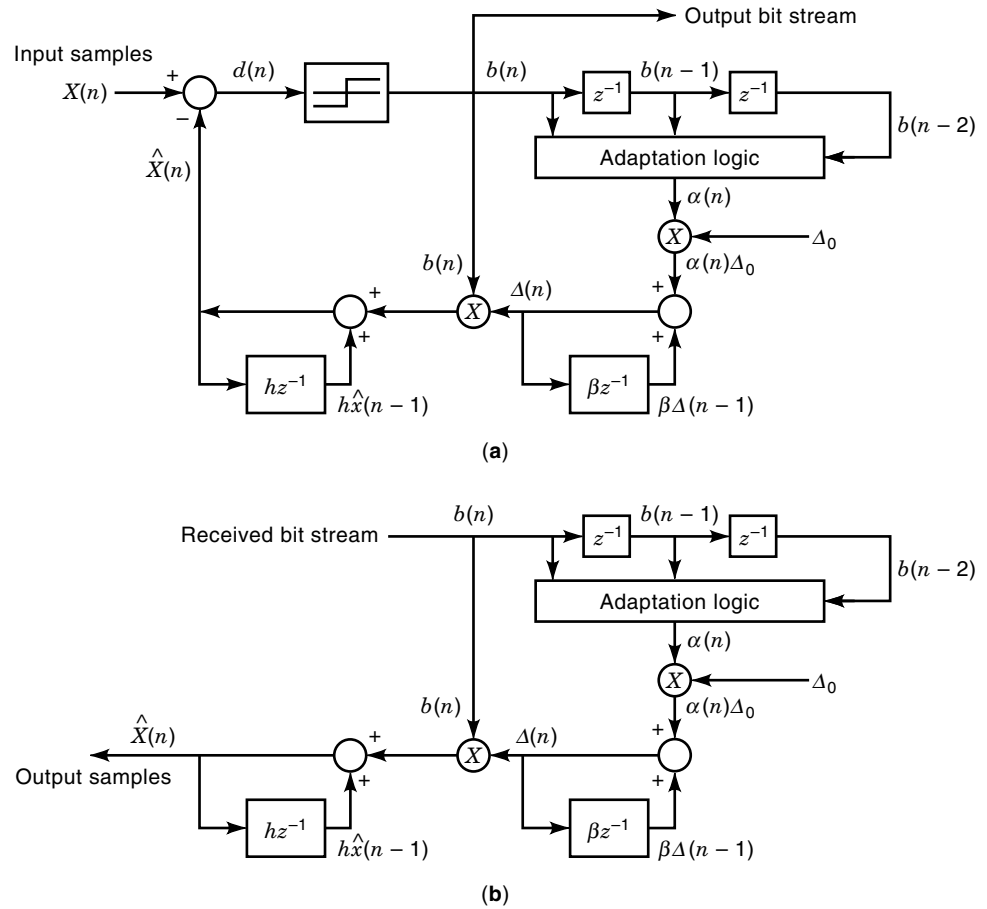 Output bit stream
Input samples
X(n)
+
−
d(n)
b(n)
z⁻¹
b(n − 1)
z⁻¹
b(n − 2)
Adaptation logic
X̂(n)
α(n)
X
Δ₀
α(n)Δ₀
b(n)
Δ(n)
+
+
X
+
+
hz⁻¹
hx̂(n − 1)
βz⁻¹
βΔ(n − 1)
(a)
Received bit stream
b(n)
z⁻¹
b(n − 1)
z⁻¹
b(n − 2)
Adaptation logic
α(n)
X
Δ₀
α(n)Δ₀
b(n)
X̂(n)
Output samples
+
+
X
Δ(n)
+
+
hz⁻¹
hx̂(n − 1)
βz⁻¹
βΔ(n − 1)
(b)